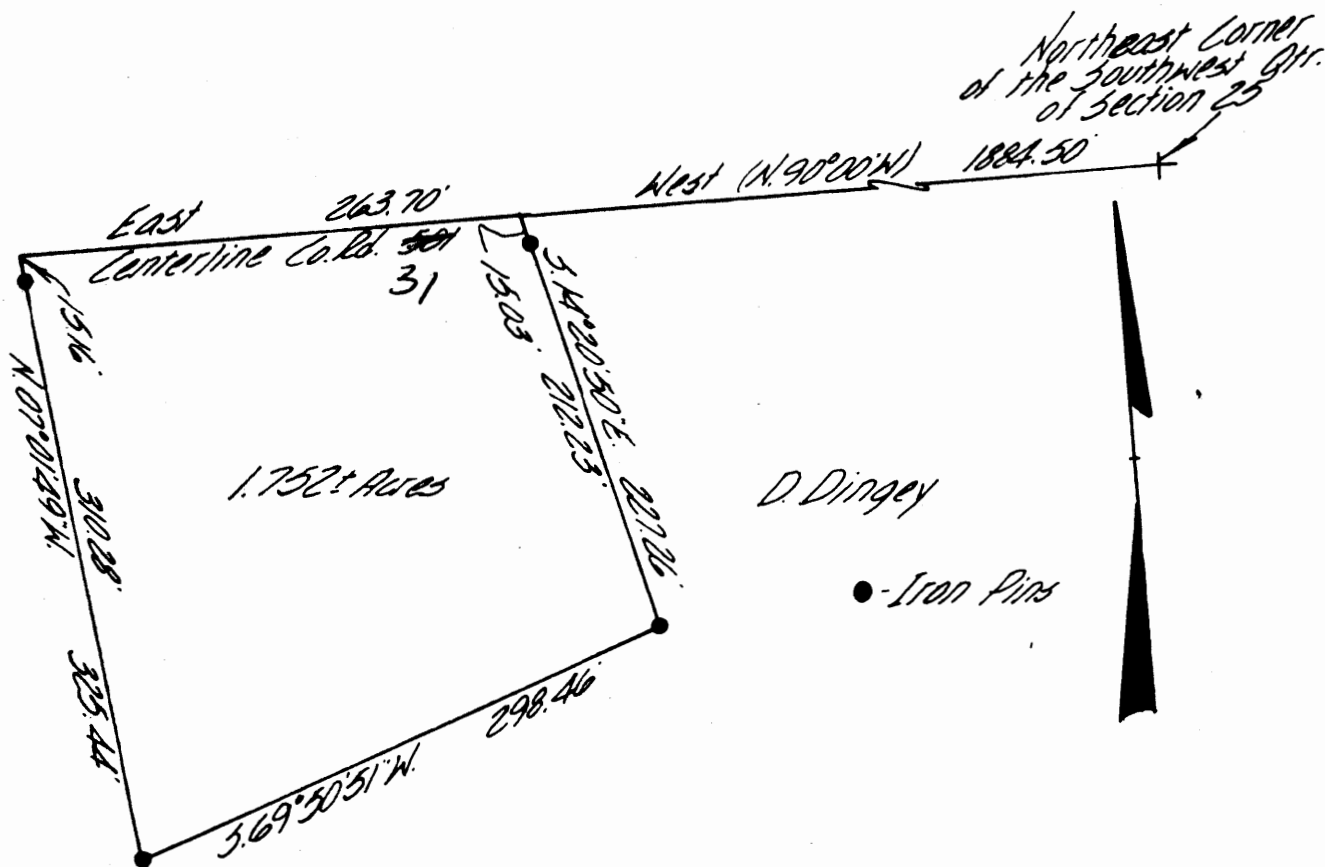 Northeast Corner
of the Southwest Qtr.
of Section 25
West (N.90°00'W) 1884.50'
East 263.70'
Centerline Co.Rd. 501
31
15.16'
15.03'
S.14°20'50"E. 227.26'
212.23'
N.07°01'49"W. 325.44'
310.28'
1.752± Acres
D. Dingey
- Iron Pins
S.69°50'51"W. 298.46'